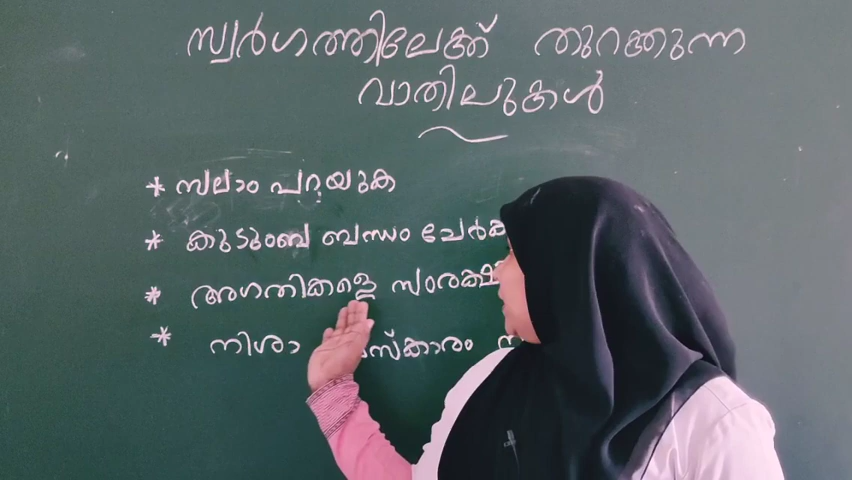 സ്വർഗത്തിലേക്ക് തുറക്കുന്ന
വാതിലുകൾ
* സലാം പറയുക
* കുടുംബ ബന്ധം
* അഗതികളെ
* നിശാ